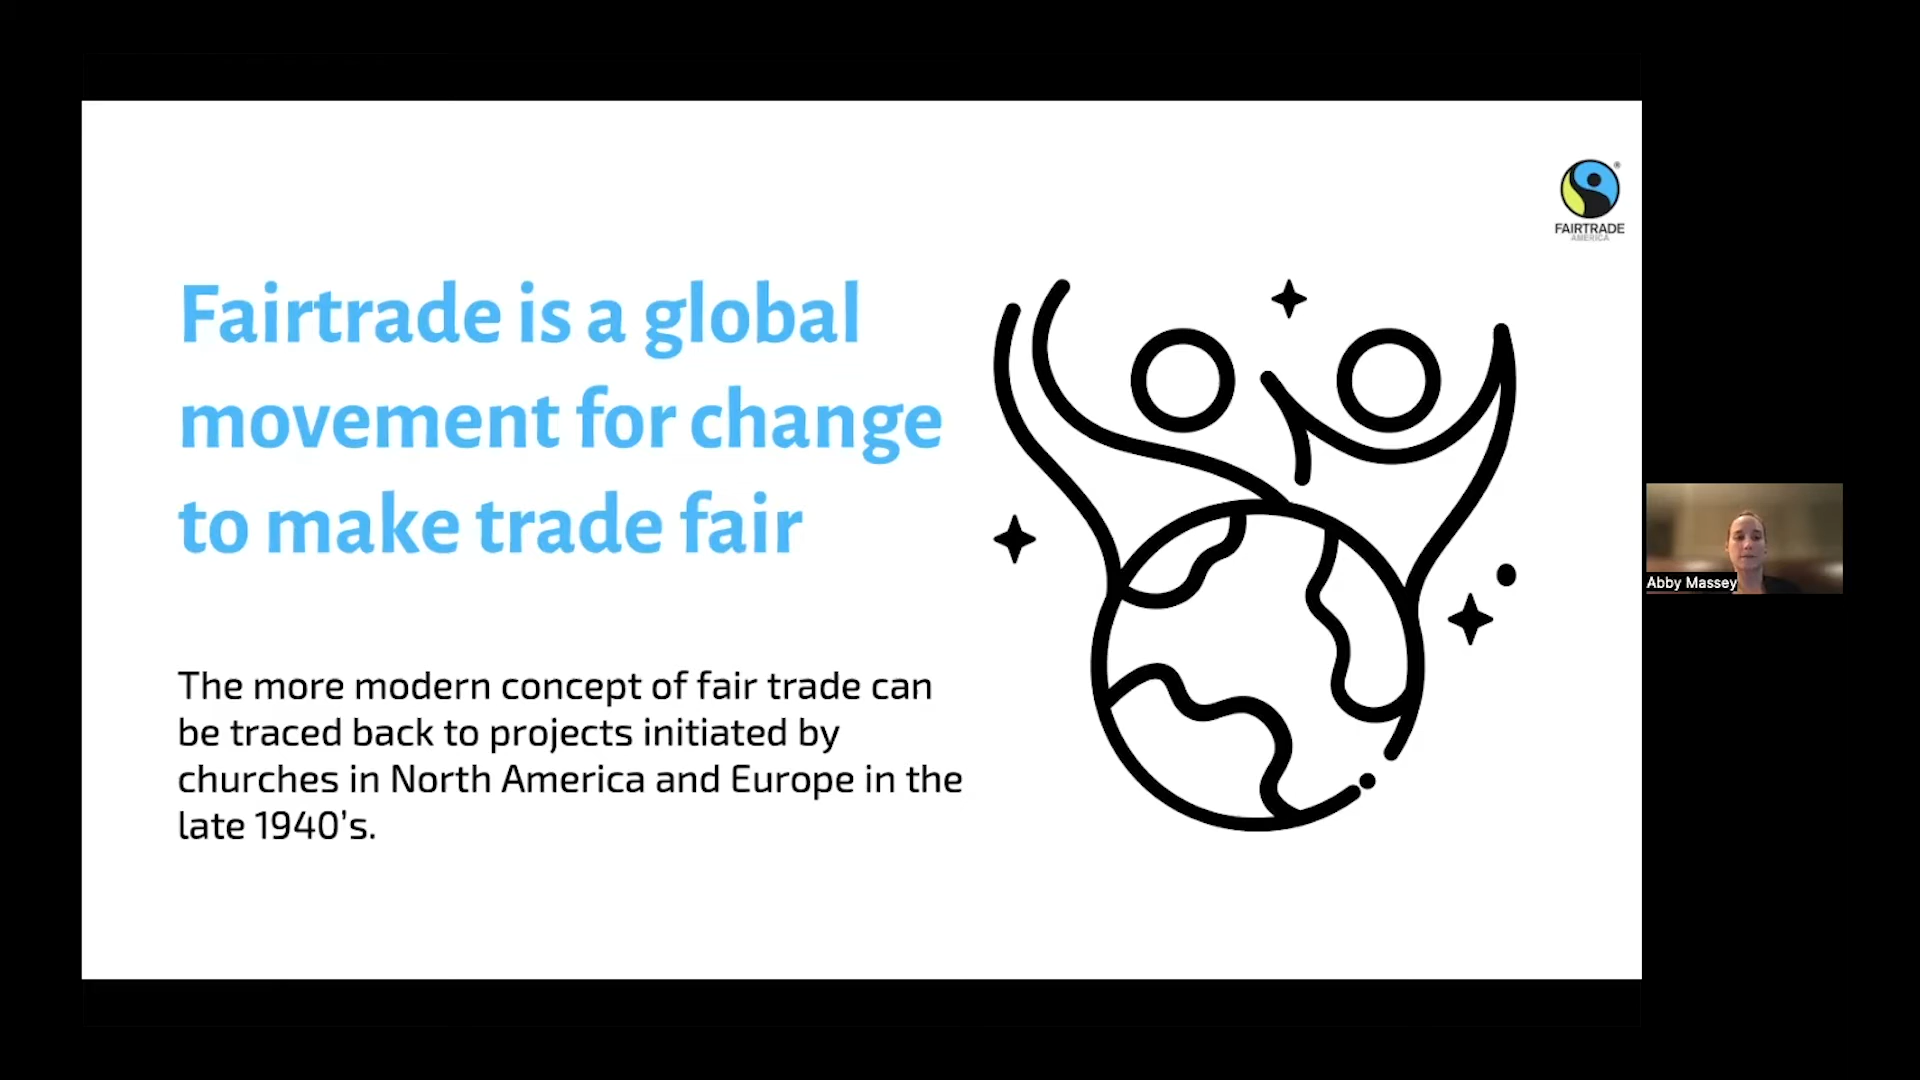 FAIRTRADE
AMERICA
Fairtrade is a global
movement for change
to make trade fair
The more modern concept of fair trade can
be traced back to projects initiated by
churches in North America and Europe in the
late 1940’s.
Abby Massey